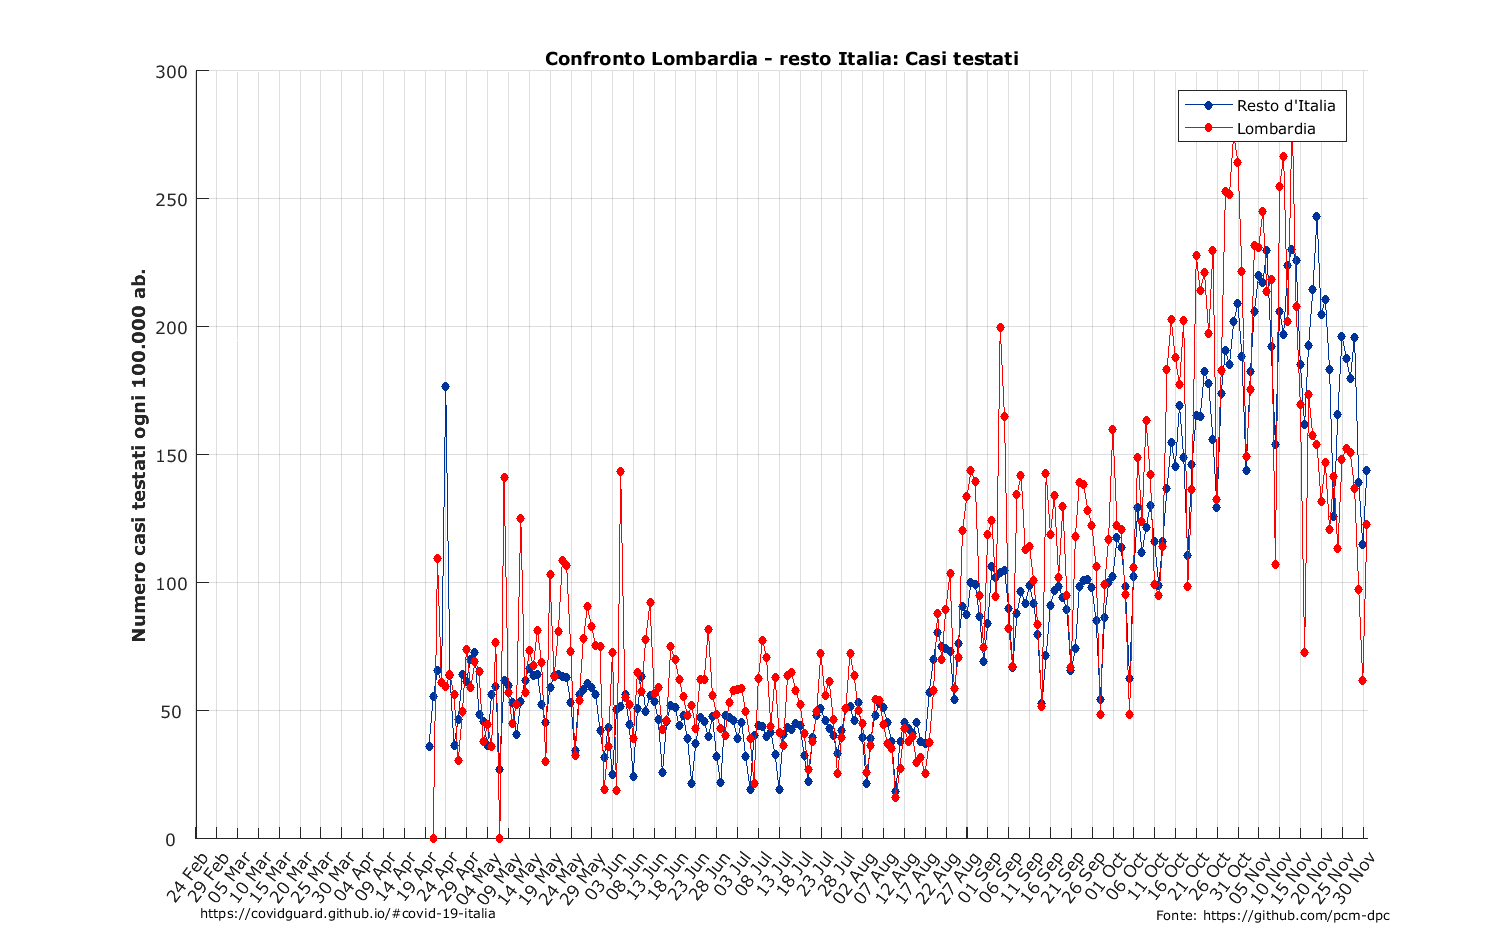 Confronto Lombardia - resto Italia: Casi testati
Numero casi testati ogni 100.000 ab.
300
250
200
150
100
50
0
Resto d'Italia
Lombardia
24 Feb
29 Feb
05 Mar
10 Mar
15 Mar
20 Mar
25 Mar
30 Mar
04 Apr
09 Apr
14 Apr
19 Apr
24 Apr
29 Apr
04 May
09 May
14 May
19 May
24 May
29 May
03 Jun
08 Jun
13 Jun
18 Jun
23 Jun
28 Jun
03 Jul
08 Jul
13 Jul
18 Jul
23 Jul
28 Jul
02 Aug
07 Aug
12 Aug
17 Aug
22 Aug
27 Aug
01 Sep
06 Sep
11 Sep
16 Sep
21 Sep
26 Sep
01 Oct
06 Oct
11 Oct
16 Oct
21 Oct
26 Oct
31 Oct
05 Nov
10 Nov
15 Nov
20 Nov
25 Nov
30 Nov
https://covidguard.github.io/#covid-19-italia
Fonte: https://github.com/pcm-dpc